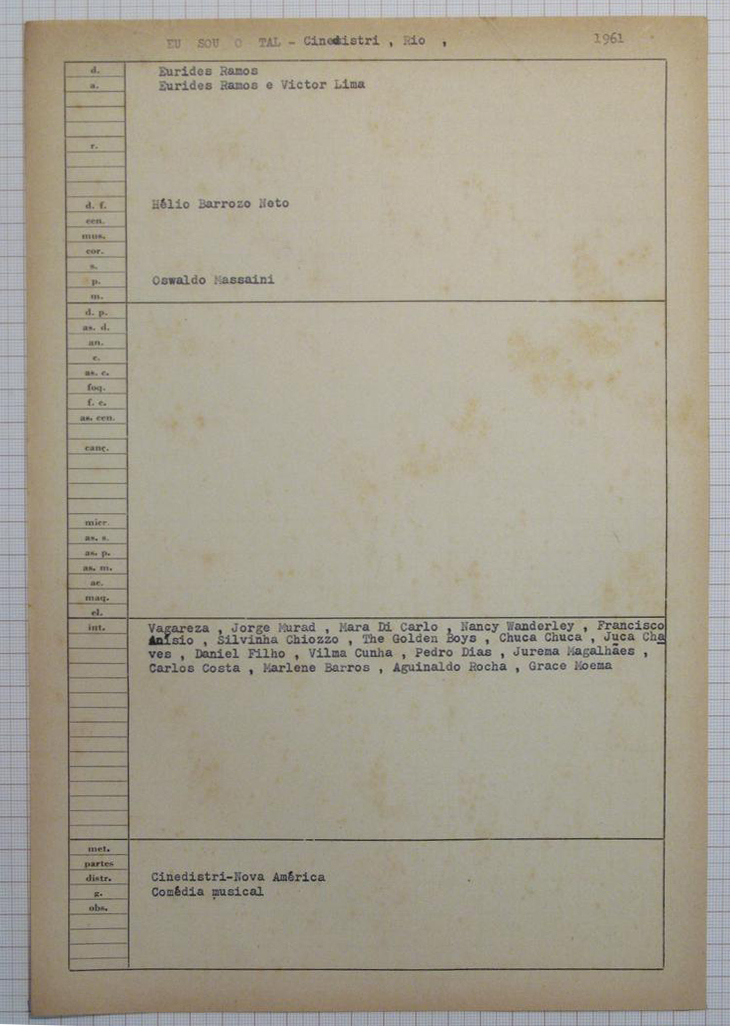 EU SOU O TAL - Cinedistri , Rio , 1961
d. Eurides Ramos
a. Eurides Ramos e Victor Lima
r.
d. f. Hélio Barrozo Neto
cen.
mus.
cor.
s.
p. Oswaldo Massaini
m.
d. p.
as. d.
an.
c.
as. c.
foq.
f. c.
as. cen.
canç.
micr.
as. s.
as. p.
as. m.
ae.
maq.
el.
int. Vagareza , Jorge Murad , Mara Di Carlo , Nancy Wanderley , Francisco
Anísio , Silvinha Chiozzo , The Golden Boys , Chuca Chuca , Juca Cha
ves , Daniel Filho , Vilma Cunha , Pedro Dias , Jurema Magalhães ,
Carlos Costa , Marlene Barros , Aguinaldo Rocha , Grace Moema
met.
partes
distr. Cinedistri-Nova América
g. Comédia musical
obs.